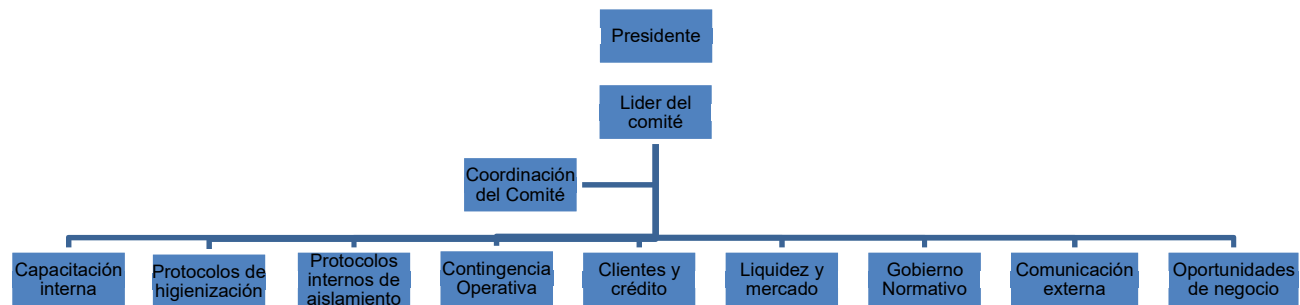 Presidente
Lider del
comité
Coordinación
del Comité
Capacitación
interna
Protocolos de
higienización
Protocolos
internos de
aislamiento
Contingencia
Operativa
Clientes y
crédito
Liquidez y
mercado
Gobierno
Normativo
Comunicación
externa
Oportunidades
de negocio